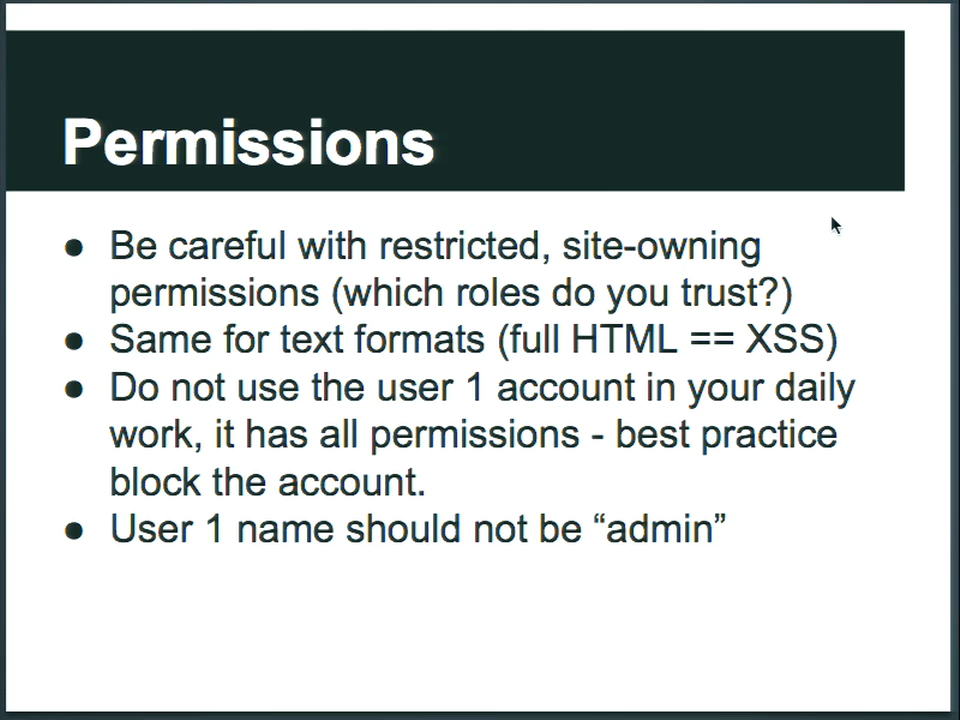 Permissions
● Be careful with restricted, site-owning
permissions (which roles do you trust?)
● Same for text formats (full HTML == XSS)
● Do not use the user 1 account in your daily
work, it has all permissions - best practice
block the account.
● User 1 name should not be “admin”